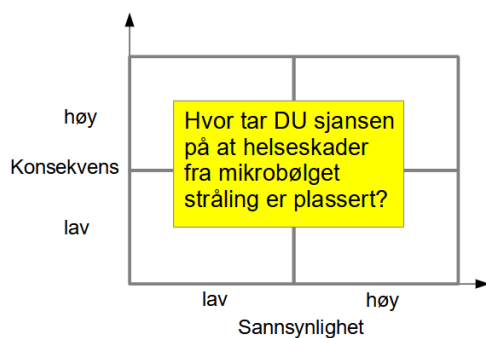 høy
Konsekvens
lav
Hvor tar DU sjansen
på at helseskader
fra mikrobølget
stråling er plassert?
lav
høy
Sannsynlighet